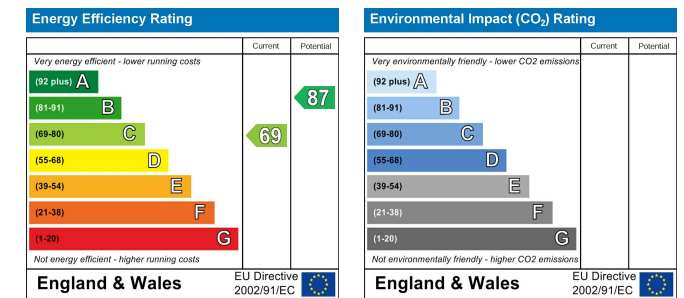 Energy Efficiency Rating
Current Potential
Very energy efficient - lower running costs
(92 plus) A
(81-91) B
87
(69-80) C
69
(55-68) D
(39-54) E
(21-38) F
(1-20) G
Not energy efficient - higher running costs
England & Wales
EU Directive
2002/91/EC
Environmental Impact (CO2) Rating
Current Potential
Very environmentally friendly - lower CO2 emissions
(92 plus) A
(81-91) B
(69-80) C
(55-68) D
(39-54) E
(21-38) F
(1-20) G
Not environmentally friendly - higher CO2 emissions
England & Wales
EU Directive
2002/91/EC